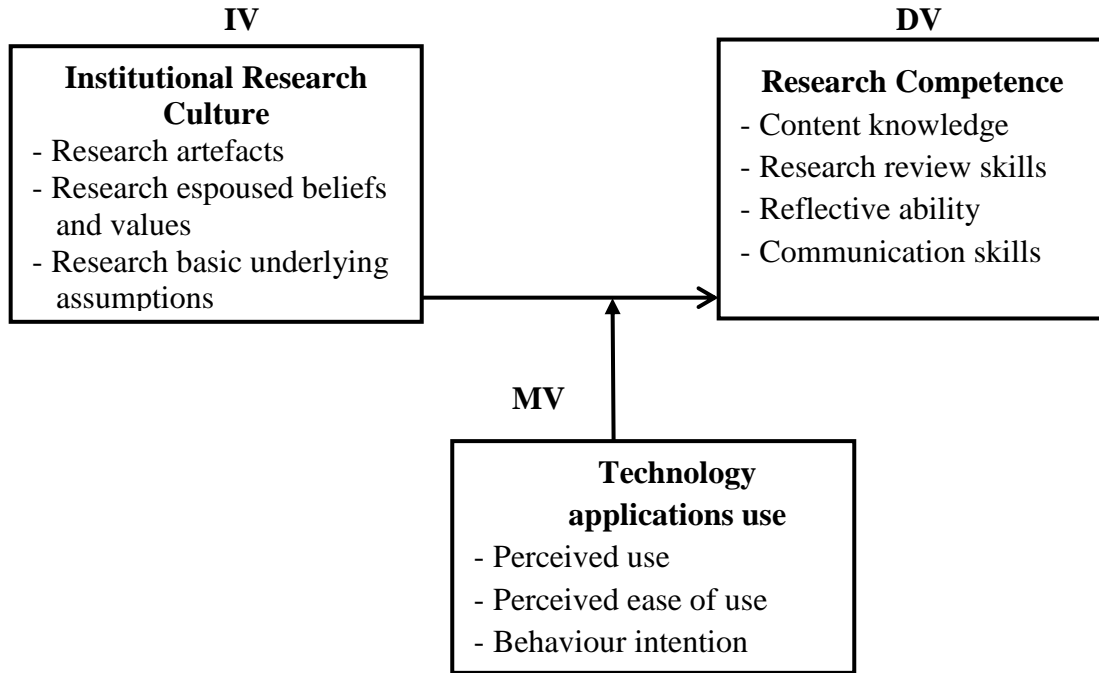 IV
Institutional Research
Culture
- Research artefacts
- Research espoused beliefs
and values
- Research basic underlying
assumptions
DV
Research Competence
- Content knowledge
- Research review skills
- Reflective ability
- Communication skills
MV
Technology
applications use
- Perceived use
- Perceived ease of use
- Behaviour intention